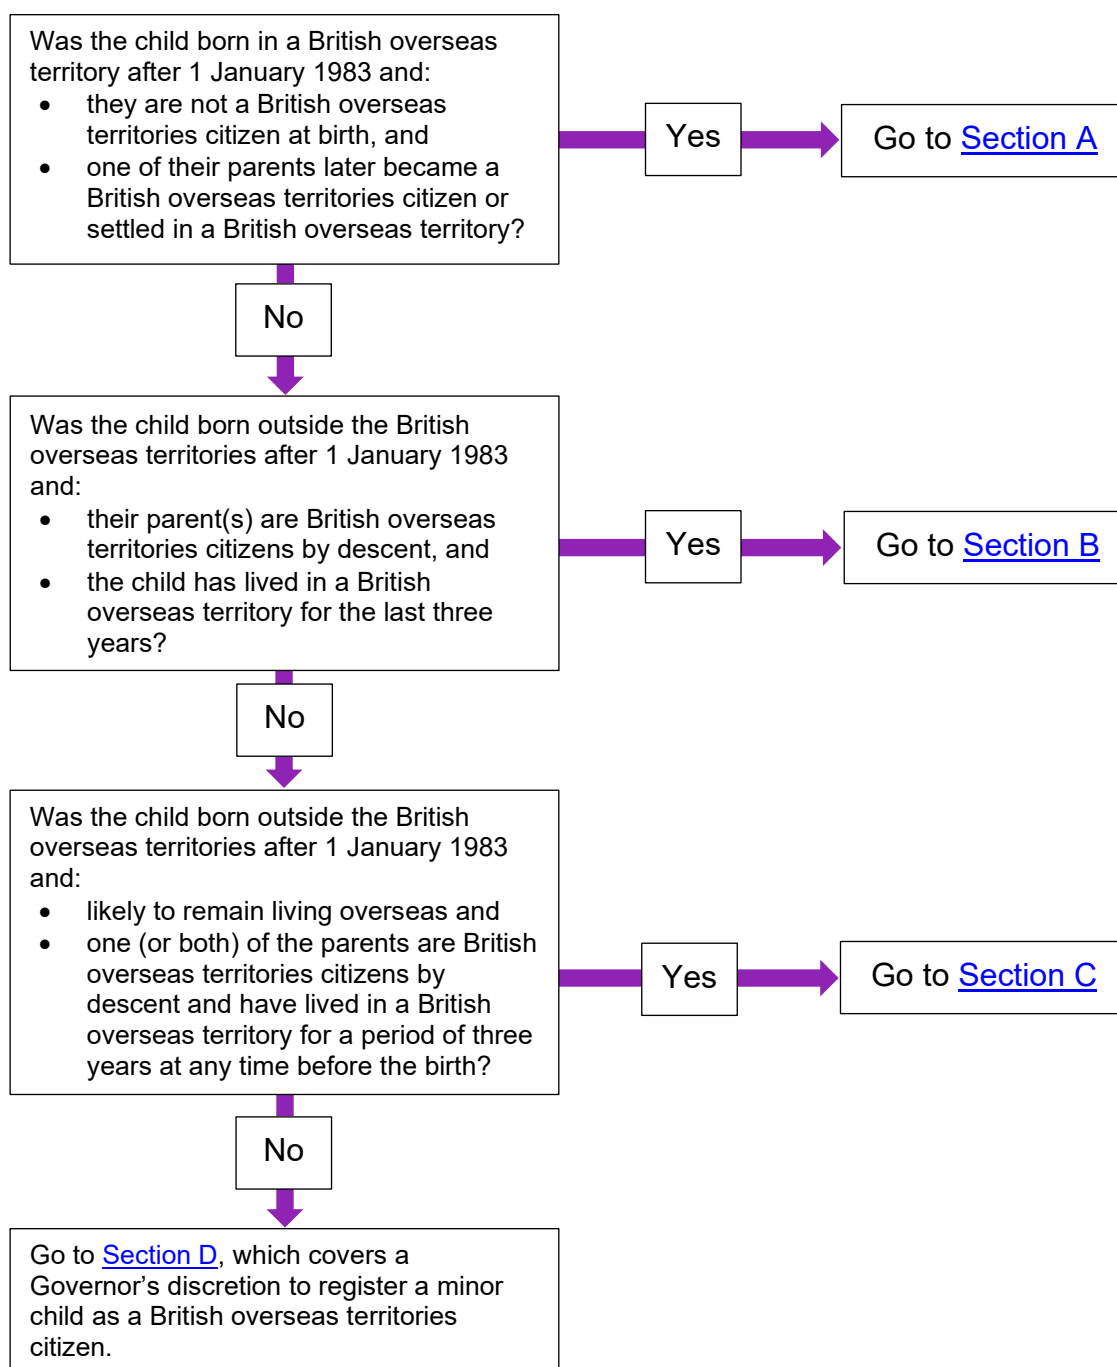 Was the child born in a British overseas
territory after 1 January 1983 and:
• they are not a British overseas
territories citizen at birth, and
• one of their parents later became a
British overseas territories citizen or
settled in a British overseas territory?
Yes
Go to Section A
No
Was the child born outside the British
overseas territories after 1 January 1983
and:
• their parent(s) are British overseas
territories citizens by descent, and
• the child has lived in a British
overseas territory for the last three
years?
Yes
Go to Section B
No
Was the child born outside the British
overseas territories after 1 January 1983
and:
• likely to remain living overseas and
• one (or both) of the parents are British
overseas territories citizens by
descent and have lived in a British
overseas territory for a period of three
years at any time before the birth?
Yes
Go to Section C
No
Go to Section D, which covers a
Governor’s discretion to register a minor
child as a British overseas territories
citizen.